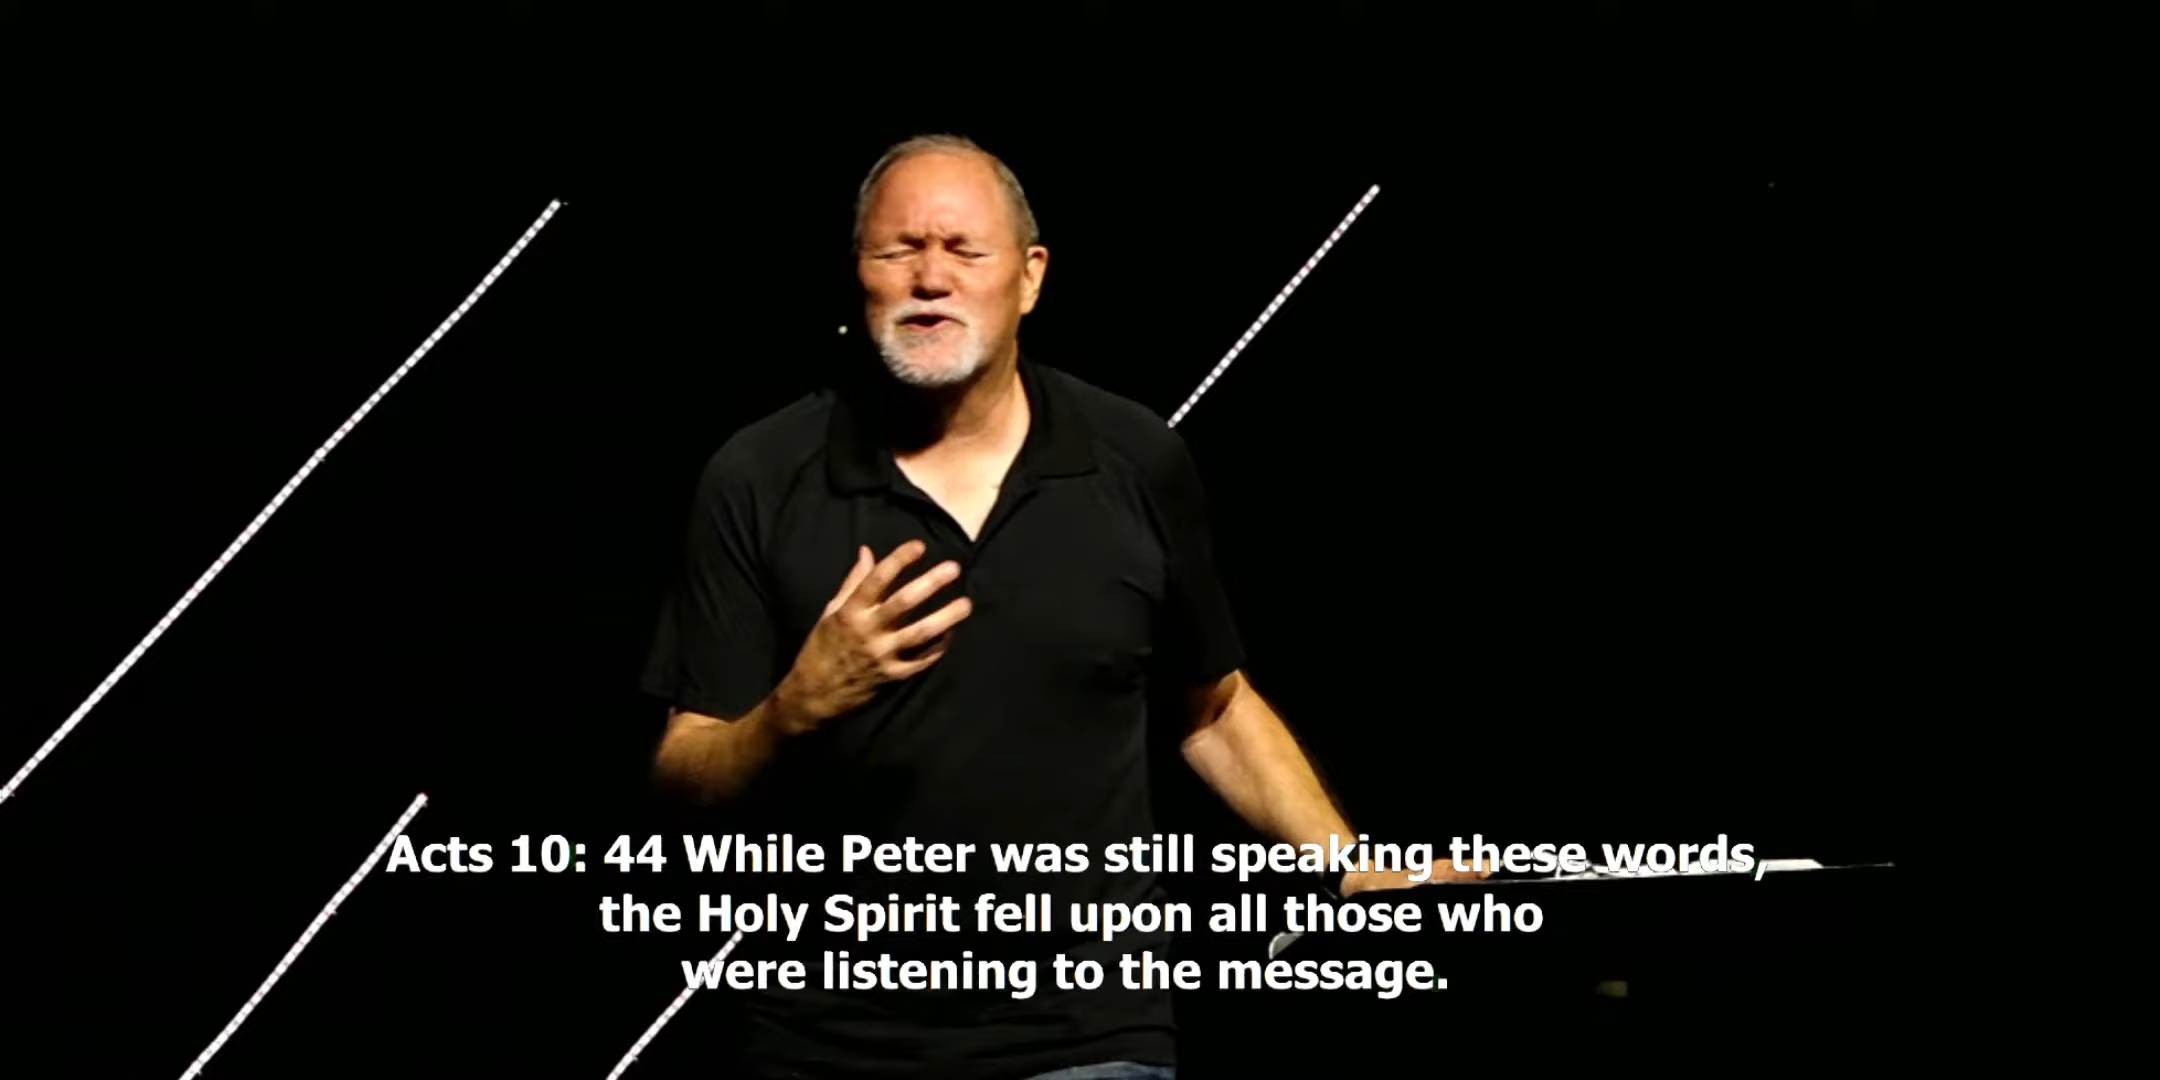 Acts 10: 44 While Peter was still speaking these words,
the Holy Spirit fell upon all those who
were listening to the message.